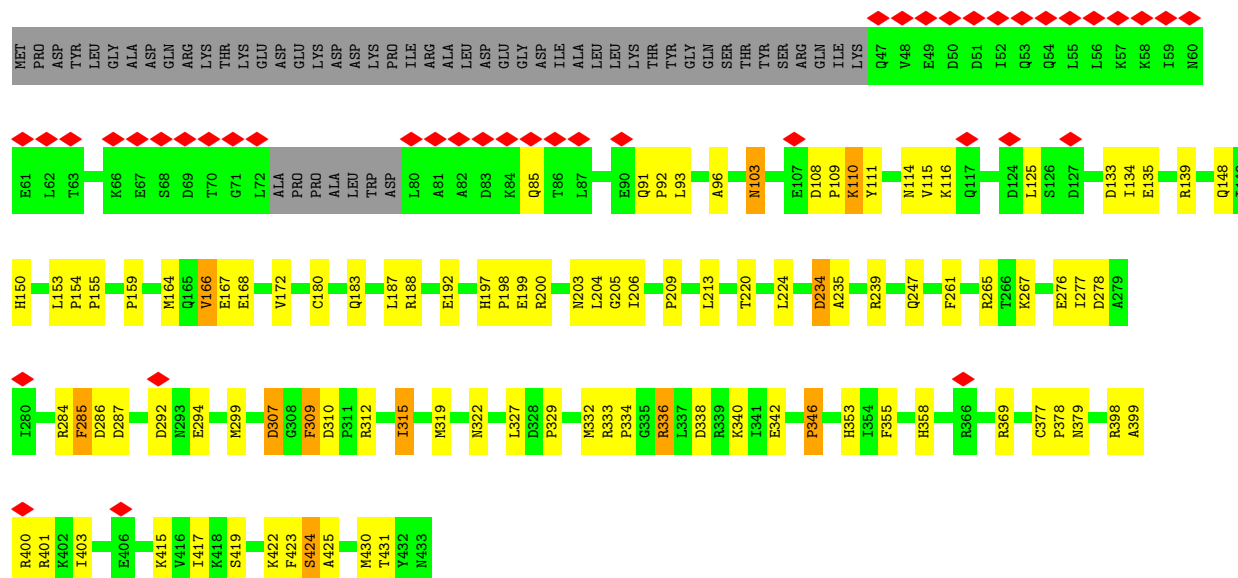 MET PRO ASP TYR LEU GLY ALA ASP GLN ARG LYS THR LYS GLU ASP GLU LYS ASP ASP LYS PRO ILE ARG ALA LEU ASP GLU GLY ASP ILE ALA LEU LEU LYS THR TYR GLY GLN SER THR TYR SER ARG GLN ILE LYS Q47 V48 E49 D50 D51 I52 Q53 Q54 L55 L56 K57 K58 I59 N60
E61 L62 T63 K66 E67 S68 D69 T70 G71 L72 ALA PRO PRO ALA LEU TRP ASP L80 A81 A82 D83 K84 Q85 T86 L87 E90 Q91 P92 L93 A96 N103 E107 D108 P109 K110 Y111 N114 V115 K116 Q117 D124 L125 S126 D127 D133 I134 E135 R139 Q148
H150 L153 P154 P155 P159 M164 Q165 V166 E167 E168 V172 C180 Q183 L187 R188 E192 H197 P198 E199 R200 N203 L204 G205 I206 P209 L213 T220 L224 D234 A235 R239 Q247 F261 R265 T266 K267 E276 I277 D278 A279
I280 R284 F285 D286 D287 D292 N293 E294 M299 D307 G308 F309 D310 P311 R312 I315 M319 N322 L327 D328 P329 M332 R333 P334 G335 R336 L337 D338 R339 K340 I341 E342 P346 H353 I354 F355 H358 R366 R369 C377 P378 N379 R398 A399
R400 R401 K402 I403 E406 K415 V416 I417 K418 S419 K422 F423 S424 A425 M430 T431 Y432 N433